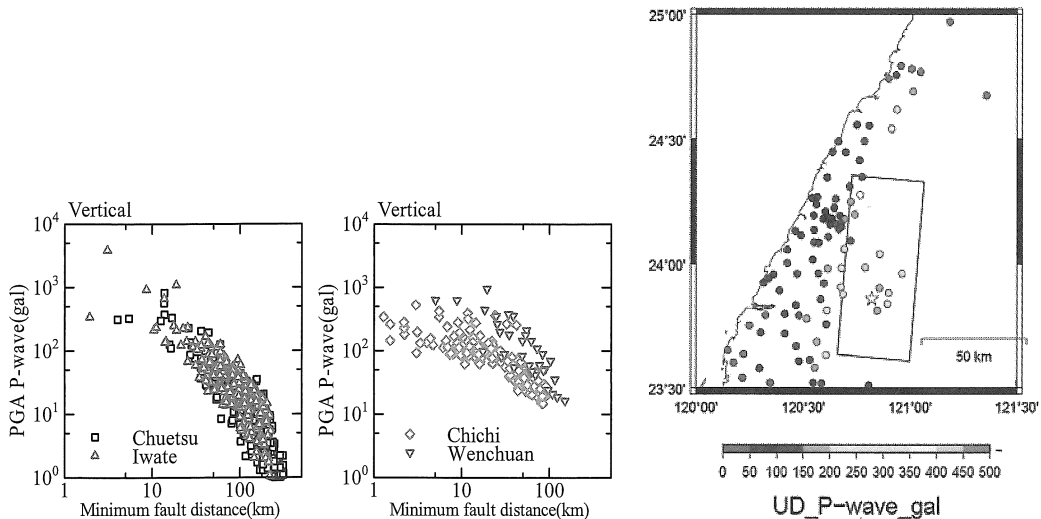 Vertical
10⁴
10³
10²
10¹
10⁰
PGA P-wave(gal)
Chuetsu
Iwate
1
10
100
Minimum fault distance(km)
Vertical
10⁴
10³
10²
10¹
10⁰
PGA P-wave(gal)
Chichi
Wenchuan
1
10
100
Minimum fault distance(km)
25°00'
24°30'
24°00'
23°30'
120°00'
120°30'
121°00'
121°30'
50 km
0 50 100 150 200 250 300 350 400 450 500
UD_P-wave_gal